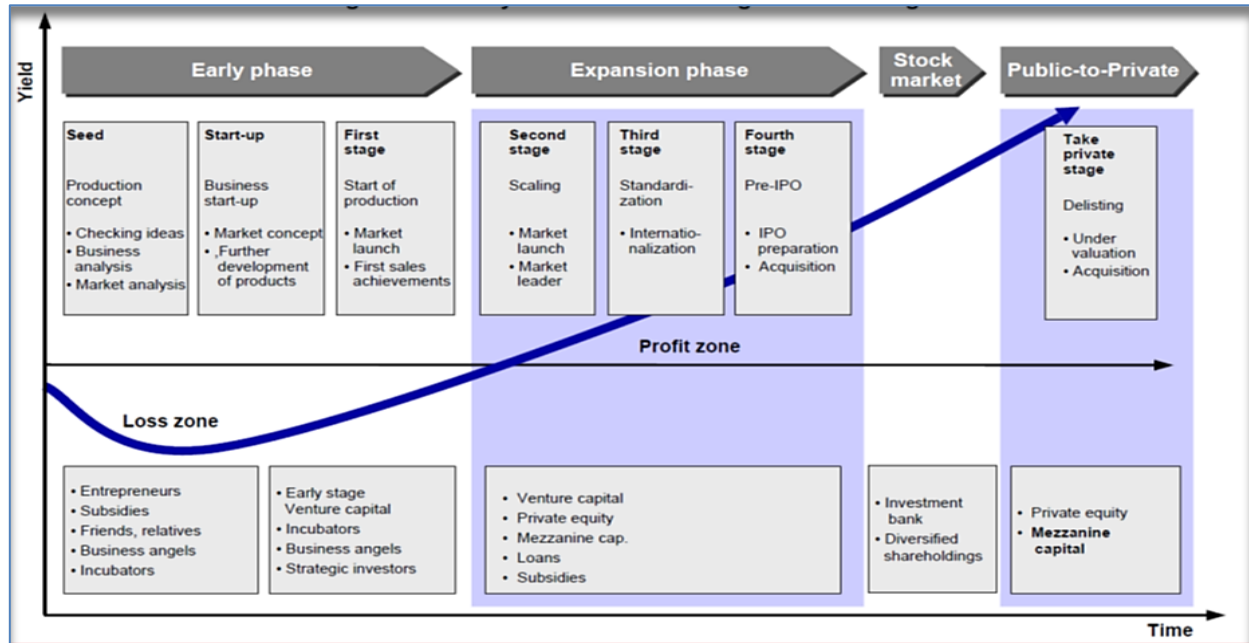 Yield
Early phase
Expansion phase
Stock
market
Public-to-Private
Seed
Production
concept
• Checking ideas
• Business
analysis
• Market analysis
Start-up
Business
start-up
• Market concept
• ‚Further
development
of products
First
stage
Start of
production
• Market
launch
• First sales
achievements
Second
stage
Scaling
• Market
launch
• Market
leader
Third
stage
Standardi-
zation
• Internatio-
nalization
Fourth
stage
Pre-IPO
• IPO
preparation
• Acquisition
Take
private
stage
Delisting
• Under
valuation
• Acquisition
Profit zone
Loss zone
• Entrepreneurs
• Subsidies
• Friends, relatives
• Business angels
• Incubators
• Early stage
Venture capital
• Incubators
• Business angels
• Strategic investors
• Venture capital
• Private equity
• Mezzanine cap.
• Loans
• Subsidies
• Investment
bank
• Diversified
shareholdings
• Private equity
• Mezzanine
capital
Time